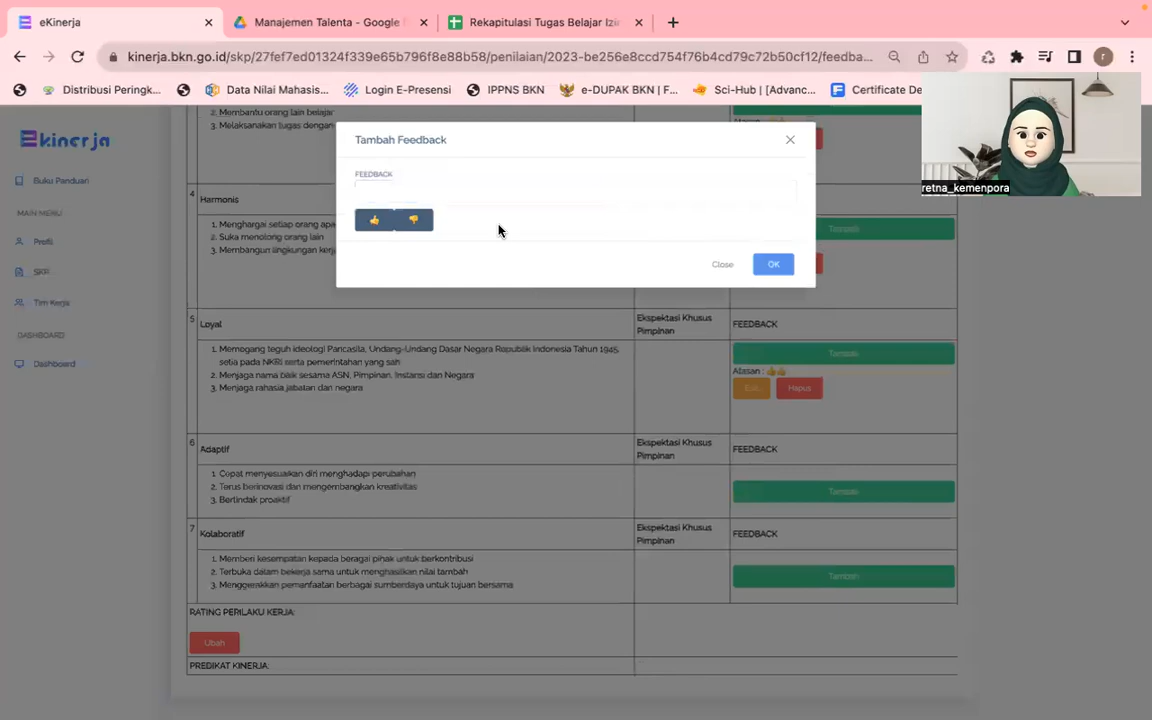 eKinerja
Manajemen Talenta - Google
Rekapitulasi Tugas Belajar Izi
kinerja.bkn.go.id/skp/27fef7ed01324f339e65b796f8e88b58/penilaian/2023-be256e8ccd754f76b4cd79c72b50cf12/feedba...
r
Distribusi Peringk...
Data Nilai Mahasis...
Login E-Presensi
IPPNS BKN
e-DUPAK BKN | F...
Sci-Hub | [Advanc...
Certificate De
Ekinerja
Buku Panduan
MAIN MENU
Profil
SKP
Tim Kerja
DASHBOARD
Dashboard
2. Membantu orang lain belajar
3. Melaksanakan tugas dengan
retna_kemenpora
Tambah Feedback
FEEDBACK
Close
OK
4
Harmonis
1. Menghargai setiap orang apa
2. Suka menolong orang lain
3. Membangun lingkungan kerj
Tambah
5
Loyal
Ekspektasi Khusus
Pimpinan
FEEDBACK
1. Memegang teguh ideologi Pancasila, Undang-Undang Dasar Negara Republik Indonesia Tahun 1945,
setia pada NKRI serta pemerintahan yang sah
2. Menjaga nama baik sesama ASN, Pimpinan, Instansi dan Negara
3. Menjaga rahasia jabatan dan negara
Tambah
Atasan : 👍👍
Edit
Hapus
6
Adaptif
Ekspektasi Khusus
Pimpinan
FEEDBACK
1. Cepat menyesuaikan diri menghadapi perubahan
2. Terus berinovasi dan mengembangkan kreativitas
3. Bertindak proaktif
Tambah
7
Kolaboratif
Ekspektasi Khusus
Pimpinan
FEEDBACK
1. Memberi kesempatan kepada beragai pihak untuk berkontribusi
2. Terbuka dalam bekerja sama untuk menghasilkan nilai tambah
3. Menggerakkan pemanfaatan berbagai sumberdaya untuk tujuan bersama
Tambah
RATING PERILAKU KERJA:
Ubah
PREDIKAT KINERJA: